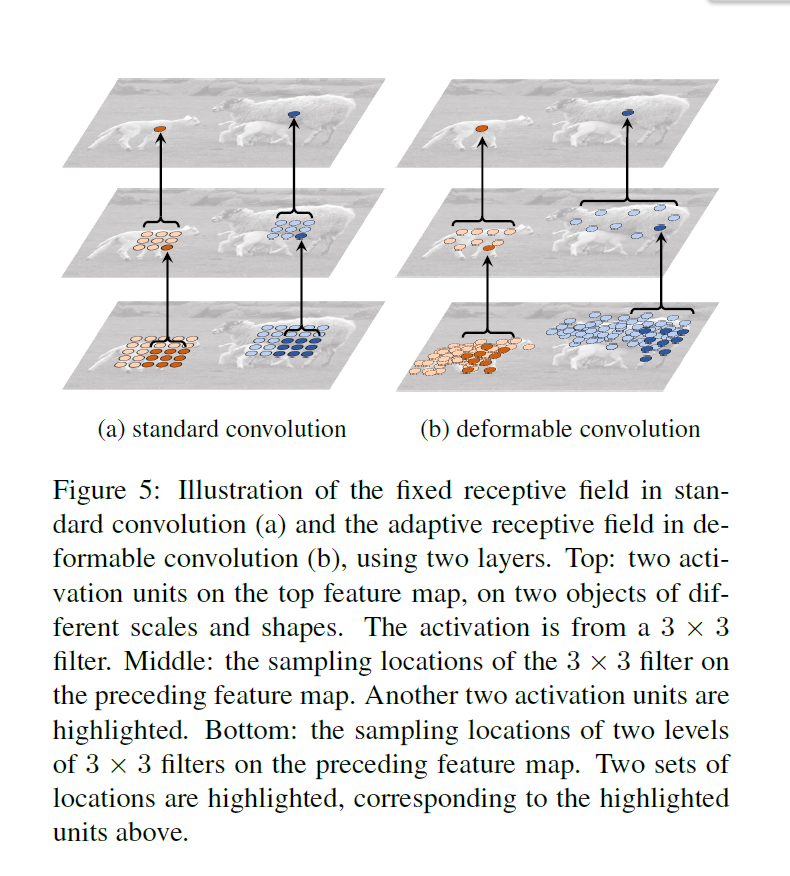 (a) standard convolution
(b) deformable convolution
Figure 5: Illustration of the fixed receptive field in stan-
dard convolution (a) and the adaptive receptive field in de-
formable convolution (b), using two layers. Top: two acti-
vation units on the top feature map, on two objects of dif-
ferent scales and shapes. The activation is from a 3 × 3
filter. Middle: the sampling locations of the 3 × 3 filter on
the preceding feature map. Another two activation units are
highlighted. Bottom: the sampling locations of two levels
of 3 × 3 filters on the preceding feature map. Two sets of
locations are highlighted, corresponding to the highlighted
units above.